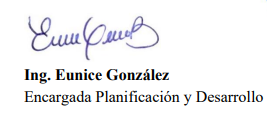 Ing. Eunice González
Encargada Planificación y Desarrollo